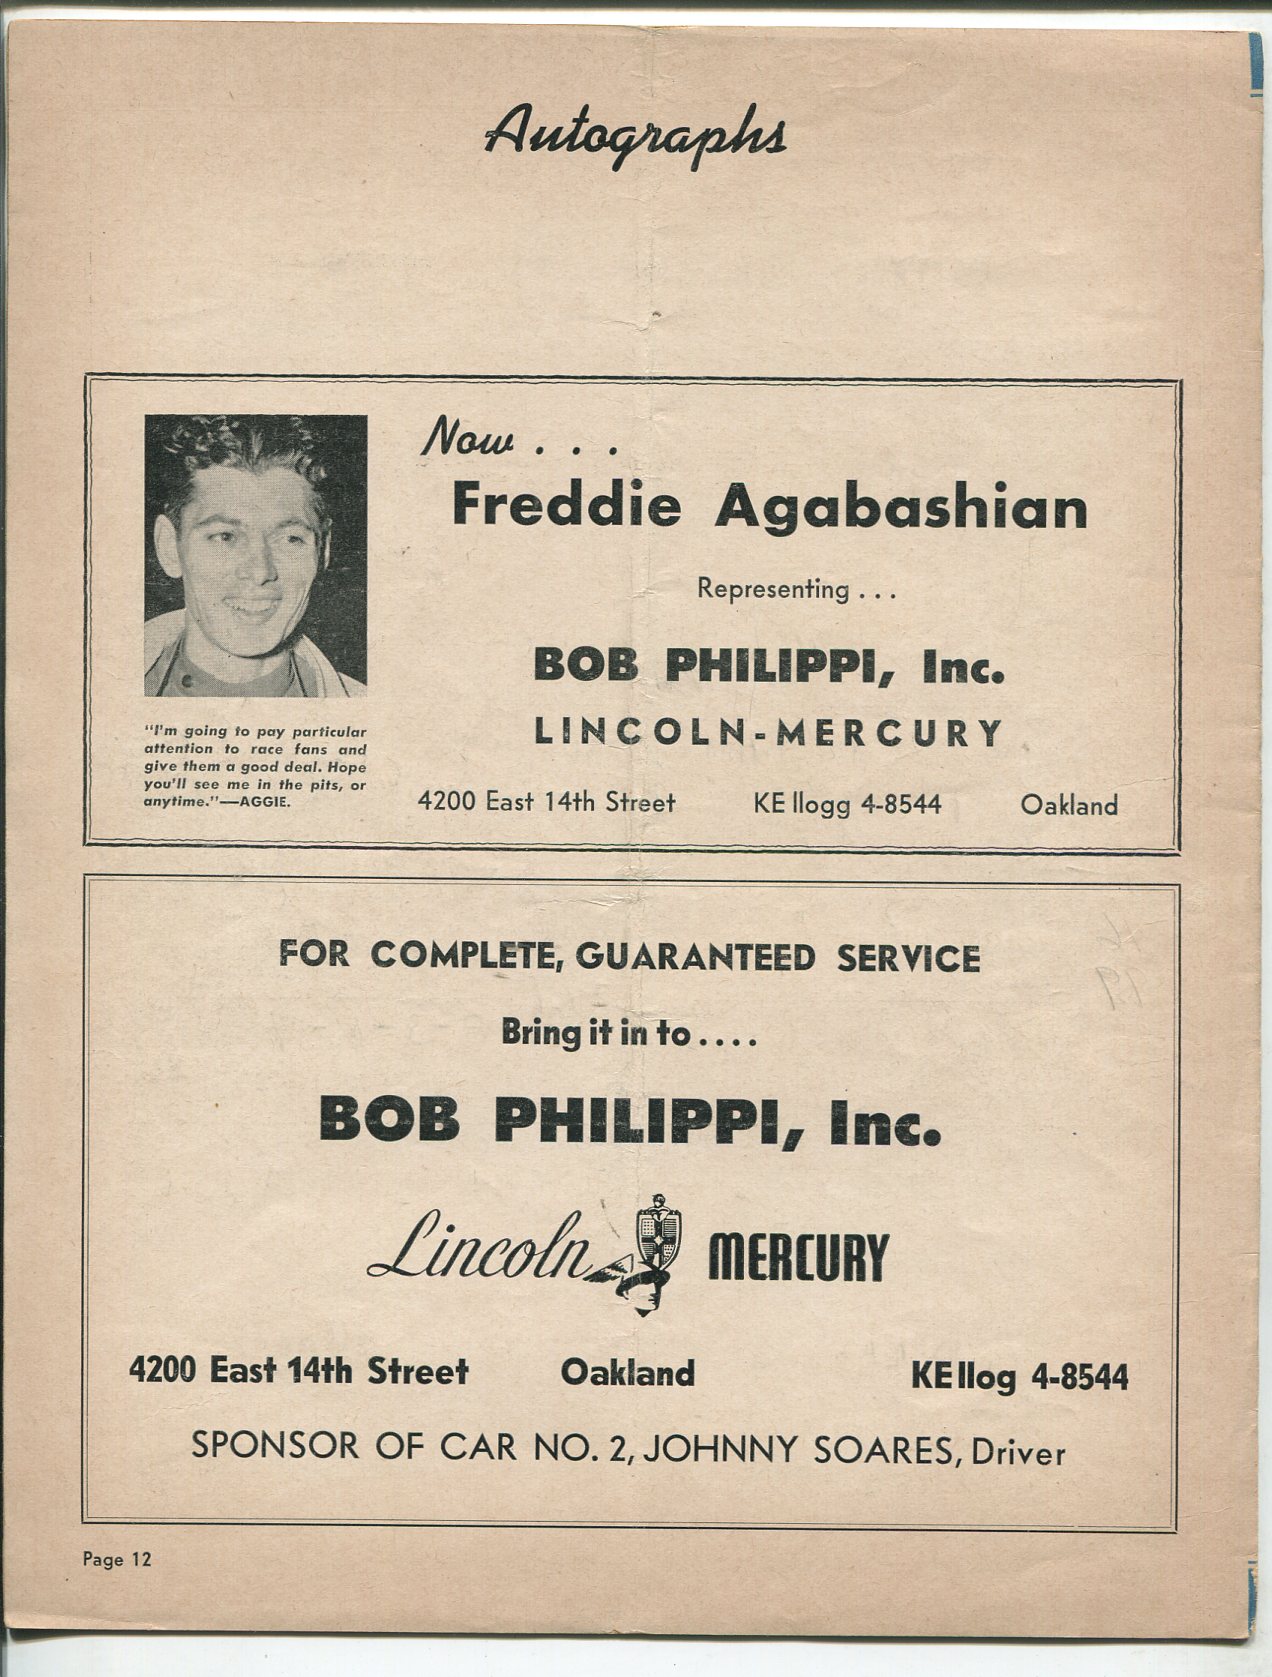 Autographs
Now . . .
Freddie Agabashian
Representing . . .
BOB PHILIPPI, Inc.
LINCOLN-MERCURY
"I'm going to pay particular
attention to race fans and
give them a good deal. Hope
you'll see me in the pits, or
anytime."—AGGIE.
4200 East 14th Street KE llogg 4-8544 Oakland
FOR COMPLETE, GUARANTEED SERVICE
Bring it in to . . . .
BOB PHILIPPI, Inc.
Lincoln MERCURY
4200 East 14th Street Oakland KE llog 4-8544
SPONSOR OF CAR NO. 2, JOHNNY SOARES, Driver
Page 12